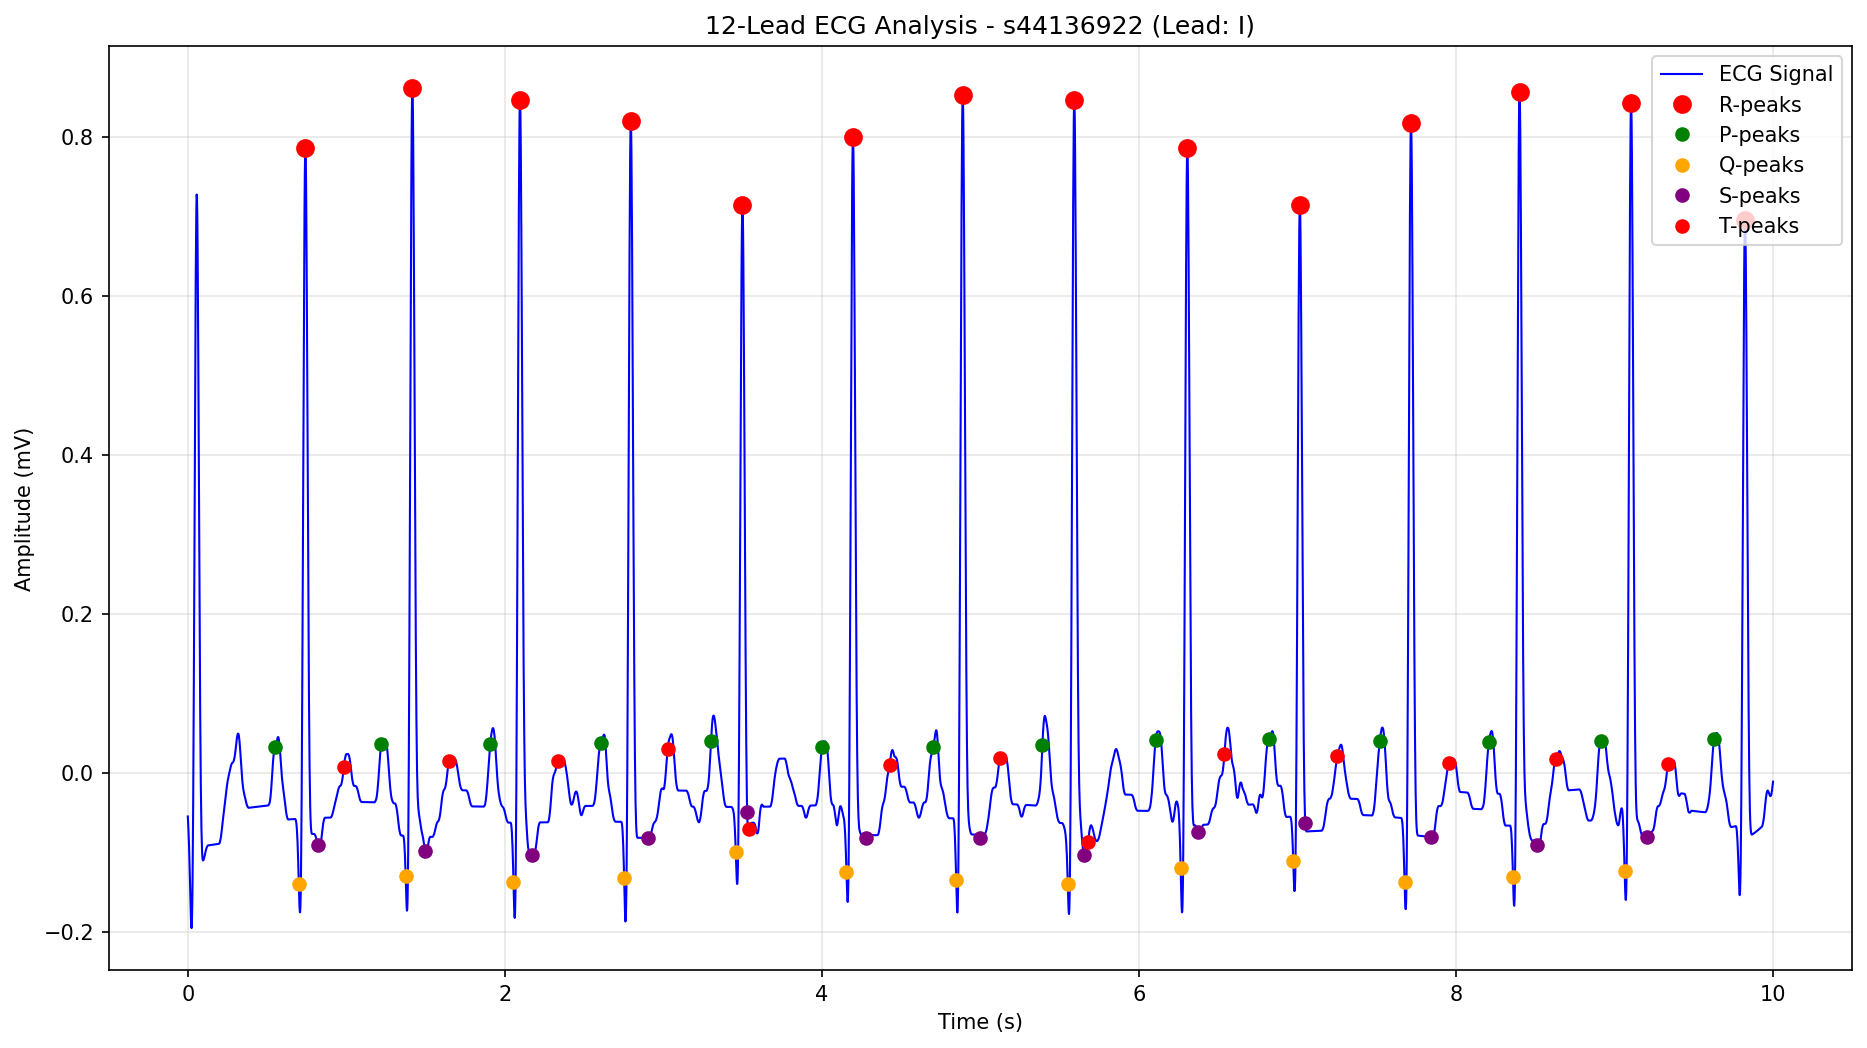 12-Lead ECG Analysis - s44136922 (Lead: I)
ECG Signal
R-peaks
P-peaks
Q-peaks
S-peaks
T-peaks
Amplitude (mV)
0.8
0.6
0.4
0.2
0.0
−0.2
0 2 4 6 8 10
Time (s)